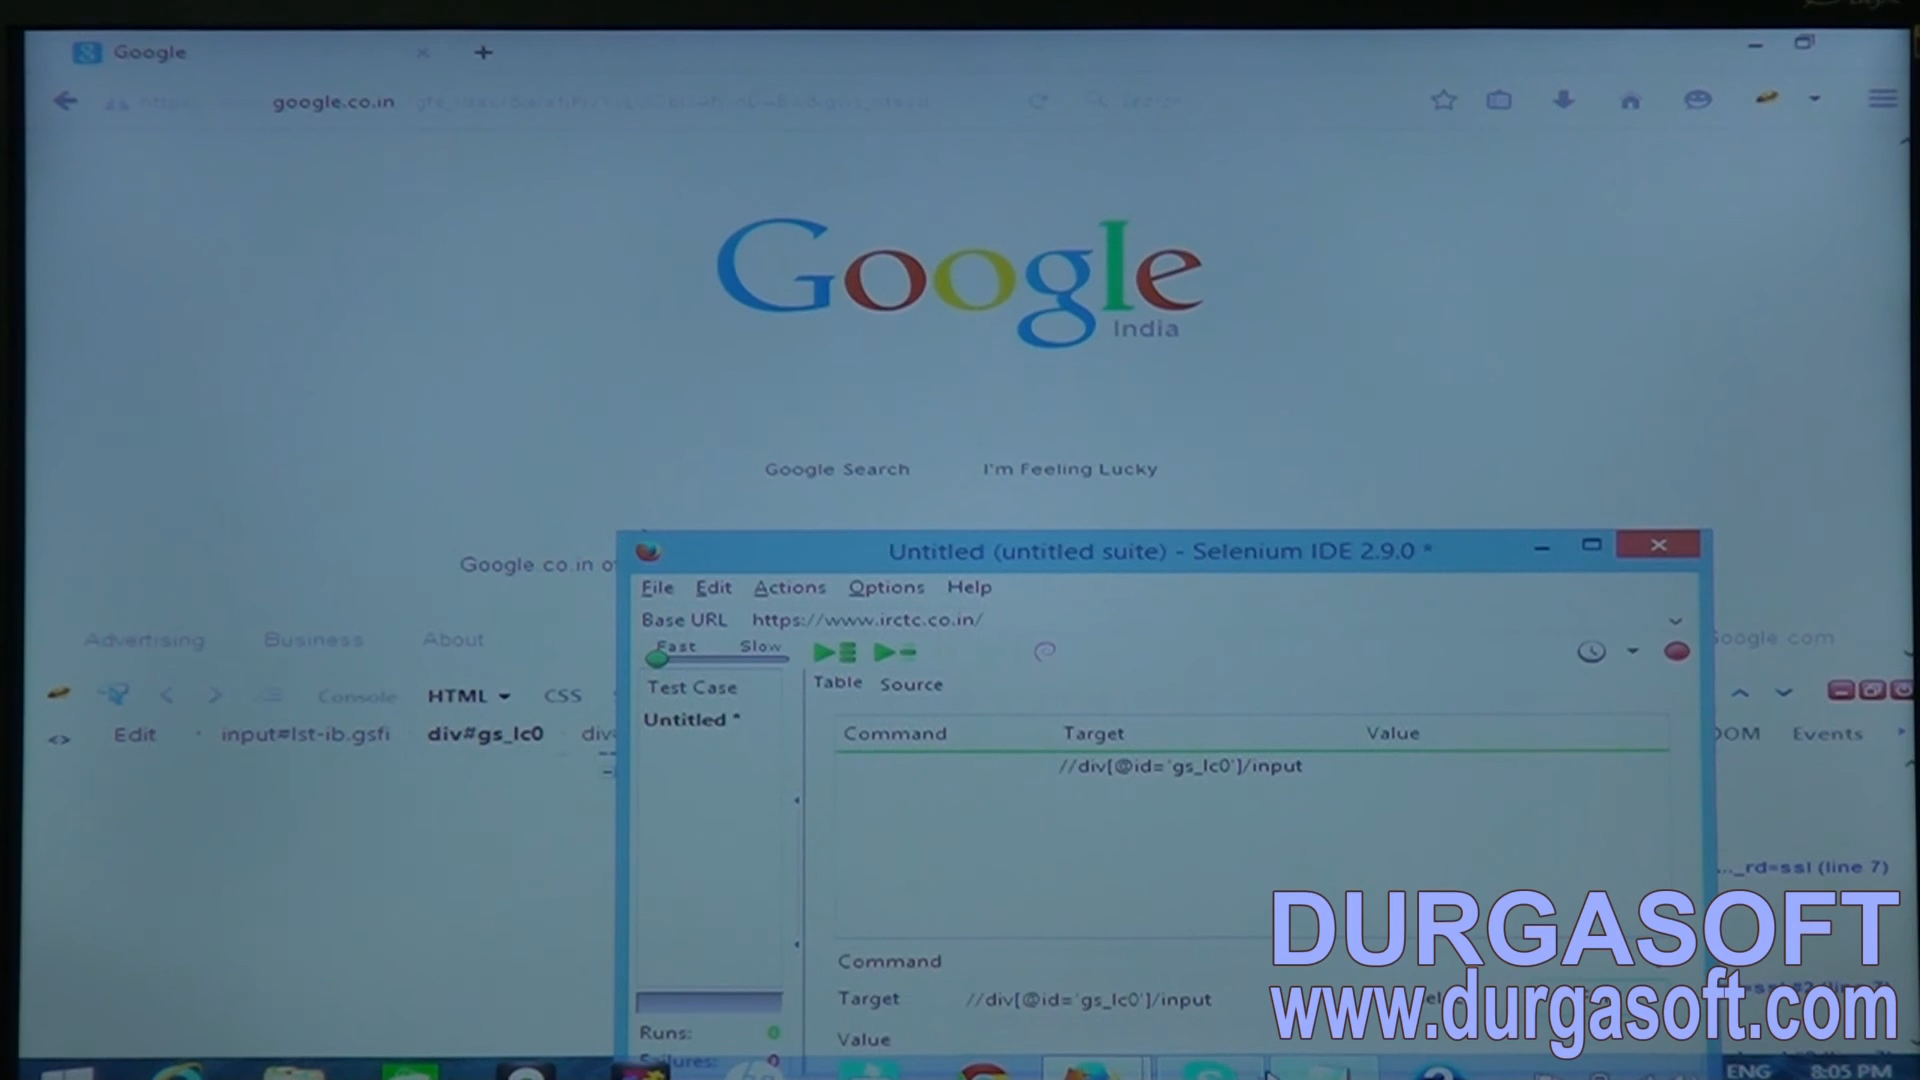 Google
google.co.in
Google
India
Google Search
I'm Feeling Lucky
Google.co.in
Untitled (untitled suite) - Selenium IDE 2.9.0 *
File Edit Actions Options Help
Base URL https://www.irctc.co.in/
Google.com
Advertising Business About
Fast Slow
Console HTML CSS
Test Case
Table Source
Untitled *
Edit input#lst-ib.gsfi div#gs_lc0 div
Command Target Value
Events
//div[@id='gs_lc0']/input
..._rd=ssl (line 7)
DURGASOFT
www.durgasoft.com
Command
Target //div[@id='gs_lc0']/input
Value
Runs: 0
Failures: 0
ENG 8:05 PM